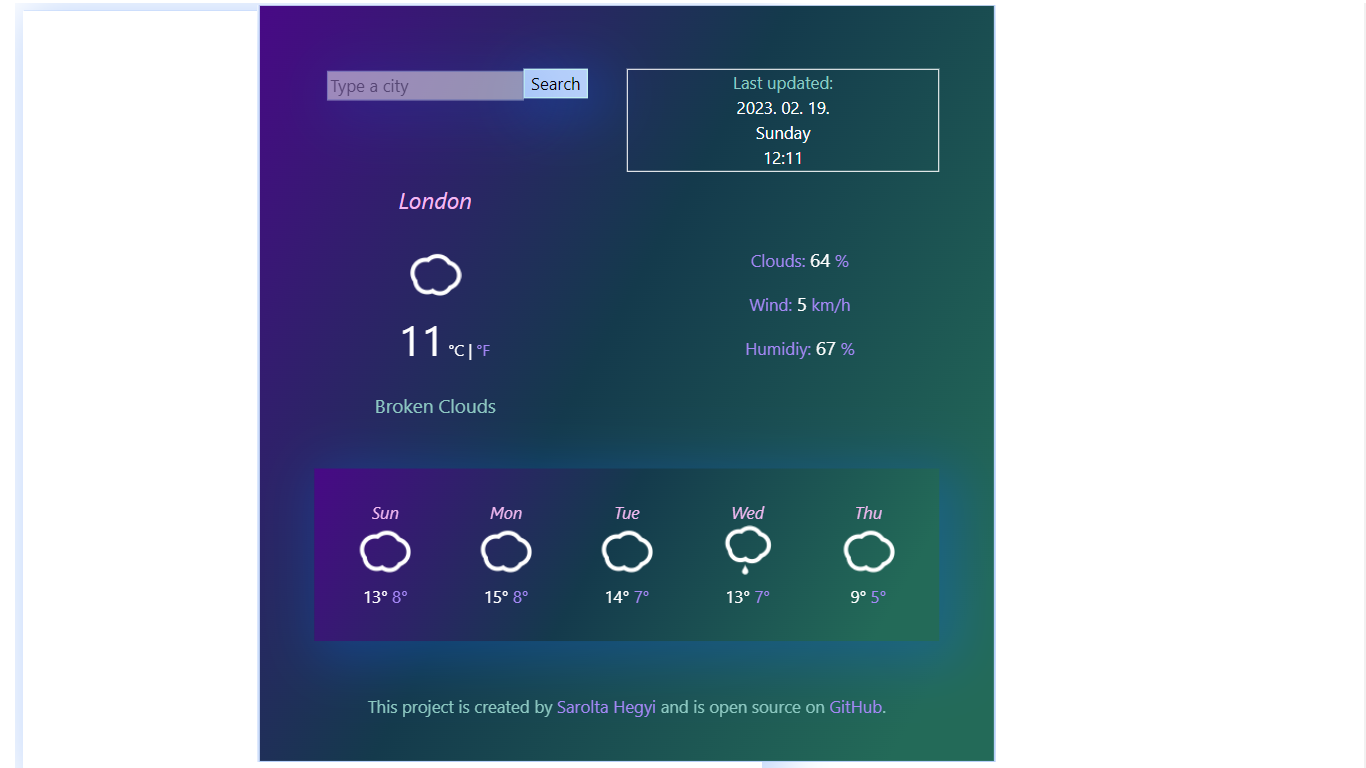 Type a city Search
Last updated:
2023. 02. 19.
Sunday
12:11
London
11 °C | °F
Broken Clouds
Clouds: 64 %
Wind: 5 km/h
Humidiy: 67 %
Sun Mon Tue Wed Thu
13° 8° 15° 8° 14° 7° 13° 7° 9° 5°
This project is created by Sarolta Hegyi and is open source on GitHub.